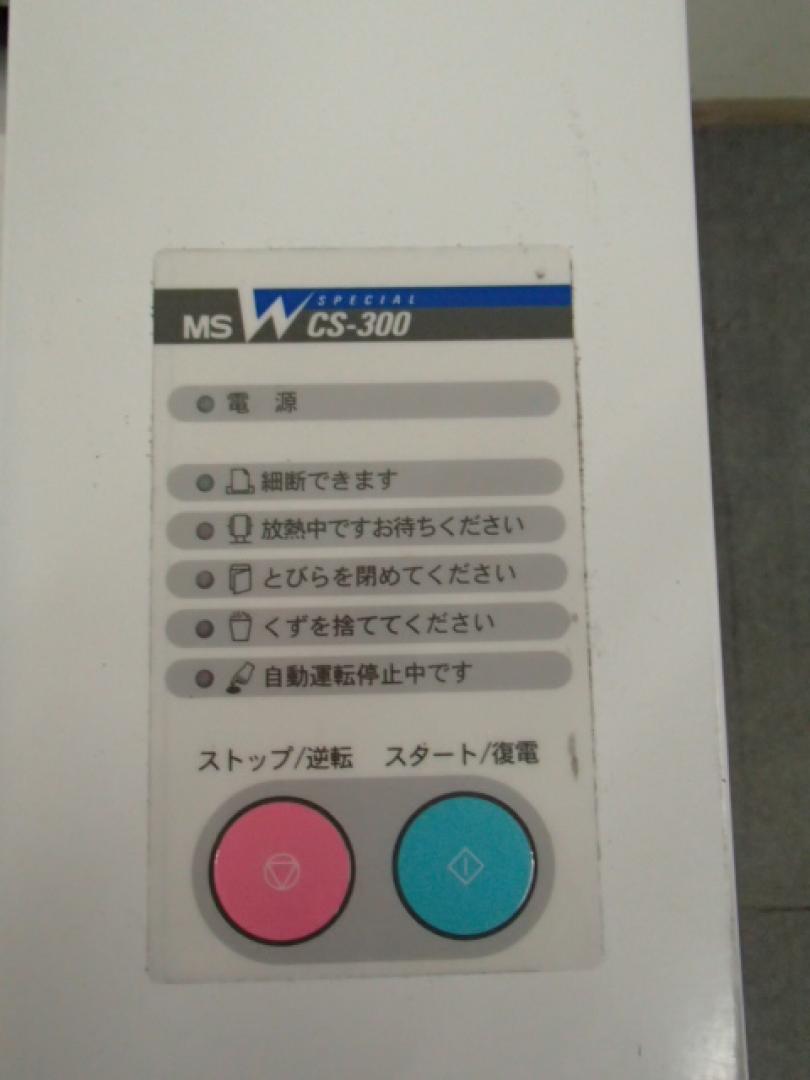 SPECIAL
MS W CS-300
電 源
細断できます
放熱中ですお待ちください
とびらを閉めてください
くずを捨ててください
自動運転停止中です
ストップ/逆転 スタート/復電